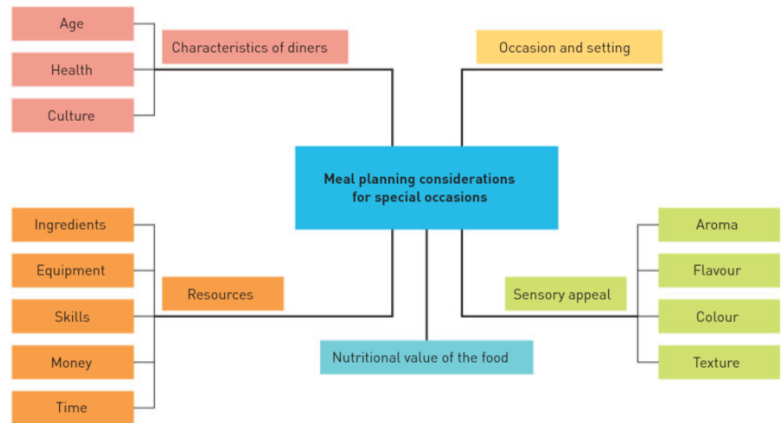 Age
Health
Culture
Characteristics of diners
Occasion and setting
Meal planning considerations
for special occasions
Ingredients
Equipment
Skills
Money
Time
Resources
Nutritional value of the food
Sensory appeal
Aroma
Flavour
Colour
Texture